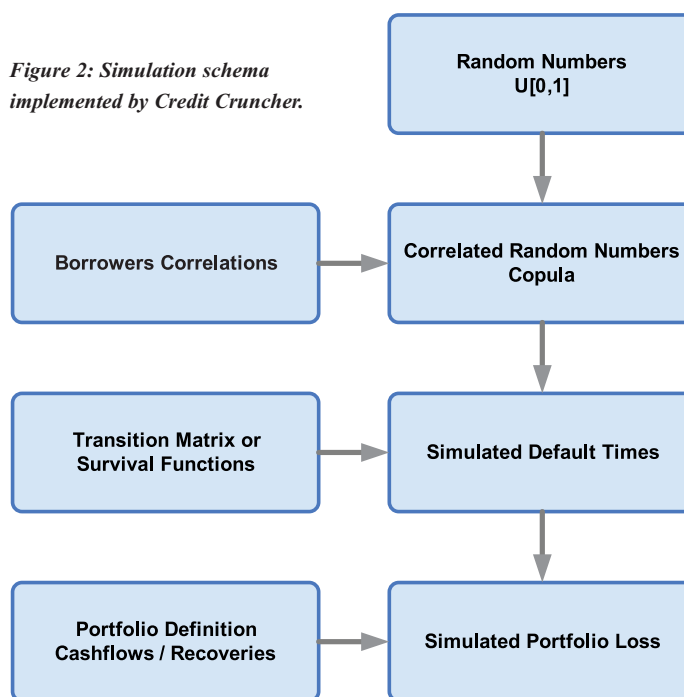 Figure 2: Simulation schema
implemented by Credit Cruncher.
Random Numbers
U[0,1]
Borrowers Correlations
Correlated Random Numbers
Copula
Transition Matrix or
Survival Functions
Simulated Default Times
Portfolio Definition
Cashflows / Recoveries
Simulated Portfolio Loss